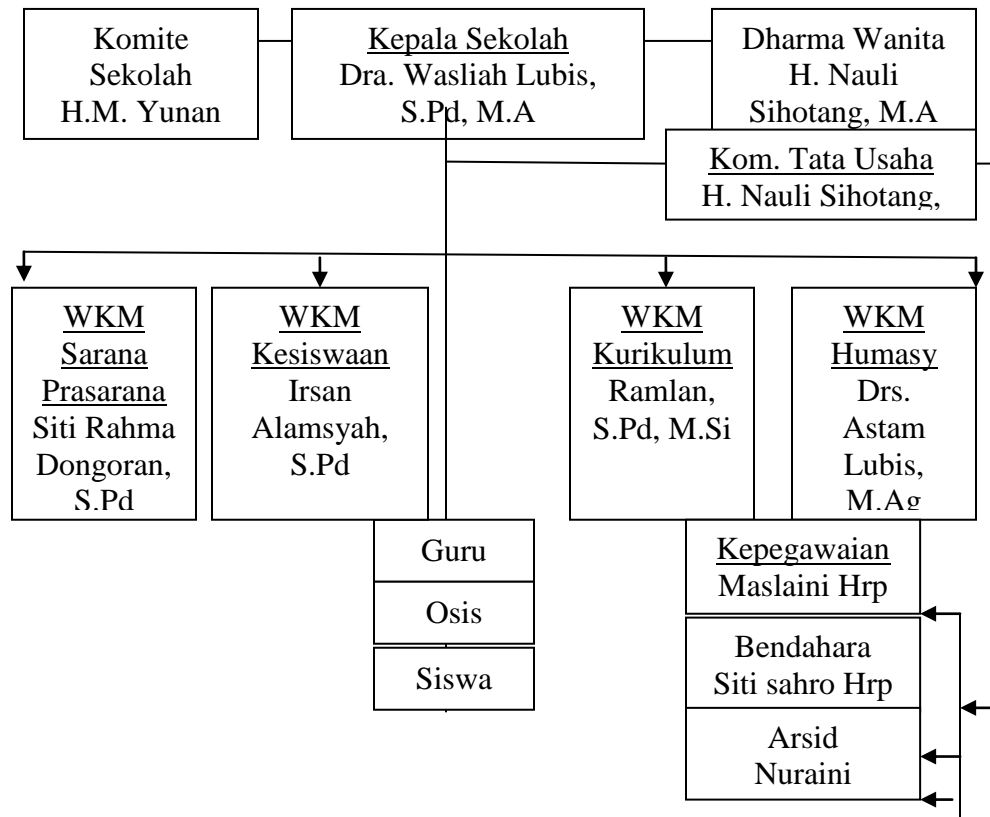 Komite
Sekolah
H.M. Yunan
Kepala Sekolah
Dra. Wasliah Lubis,
S.Pd, M.A
Dharma Wanita
H. Nauli
Sihotang, M.A
Kom. Tata Usaha
H. Nauli Sihotang,
WKM
Sarana
Prasarana
Siti Rahma
Dongoran,
S.Pd
WKM
Kesiswaan
Irsan
Alamsyah,
S.Pd
WKM
Kurikulum
Ramlan,
S.Pd, M.Si
WKM
Humasy
Drs.
Astam
Lubis,
M.Ag
Guru
Osis
Siswa
Kepegawaian
Maslaini Hrp
Bendahara
Siti sahro Hrp
Arsid
Nuraini